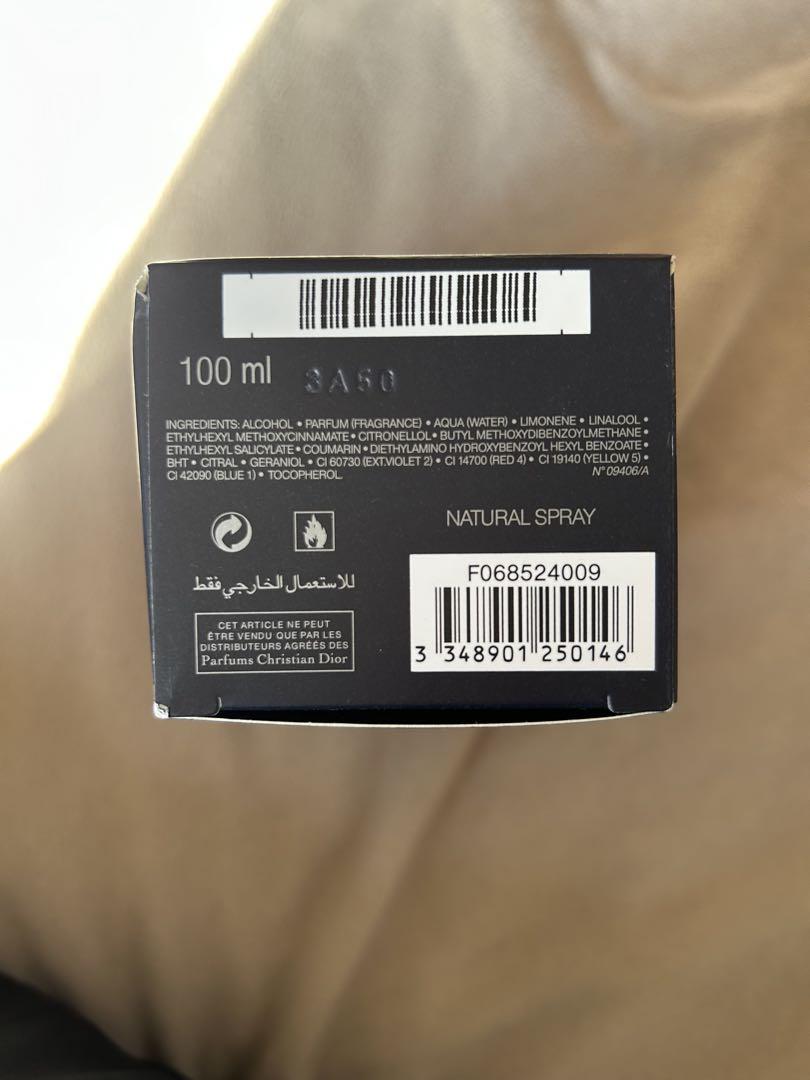 100 ml
3A50
INGREDIENTS: ALCOHOL • PARFUM (FRAGRANCE) • AQUA (WATER) • LIMONENE • LINALOOL •
ETHYLHEXYL METHOXYCINNAMATE • CITRONELLOL • BUTYL METHOXYDIBENZOYLMETHANE •
ETHYLHEXYL SALICYLATE • COUMARIN • DIETHYLAMINO HYDROXYBENZOYL HEXYL BENZOATE •
BHT • CITRAL • GERANIOL • CI 60730 (EXT.VIOLET 2) • CI 14700 (RED 4) • CI 19140 (YELLOW 5) •
CI 42090 (BLUE 1) • TOCOPHEROL.
N° 09406/A
NATURAL SPRAY
للاستعمال الخارجي فقط
CET ARTICLE NE PEUT
ÊTRE VENDU QUE PAR LES
DISTRIBUTEURS AGRÉÉS DES
Parfums Christian Dior
F068524009
3 348901 250146